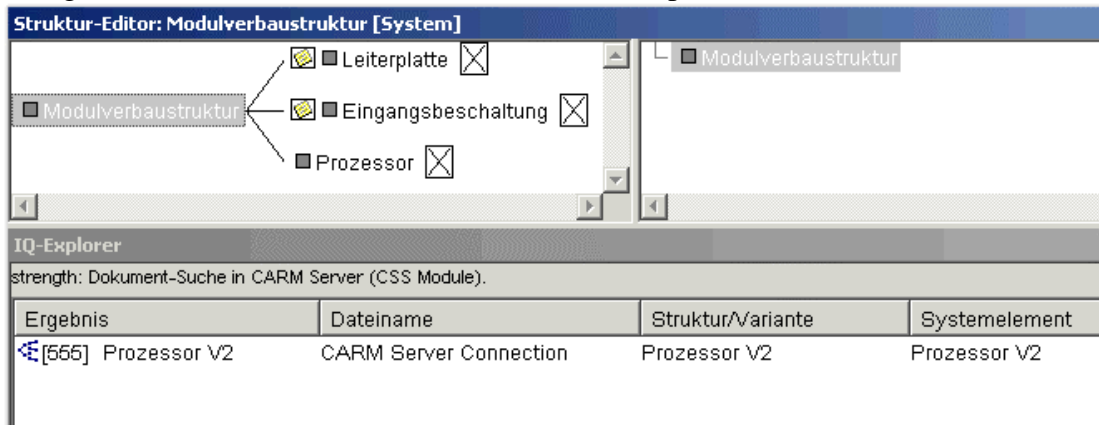 Struktur-Editor: Modulverbaustruktur [System]
Leiterplatte
Modulverbaustruktur
Eingangsbeschaltung
Prozessor
Modulverbaustruktur
IQ-Explorer
strength: Dokument-Suche in CARM Server (CSS Module).
Ergebnis Dateiname Struktur/Variante Systemelement
[555] Prozessor V2 CARM Server Connection Prozessor V2 Prozessor V2